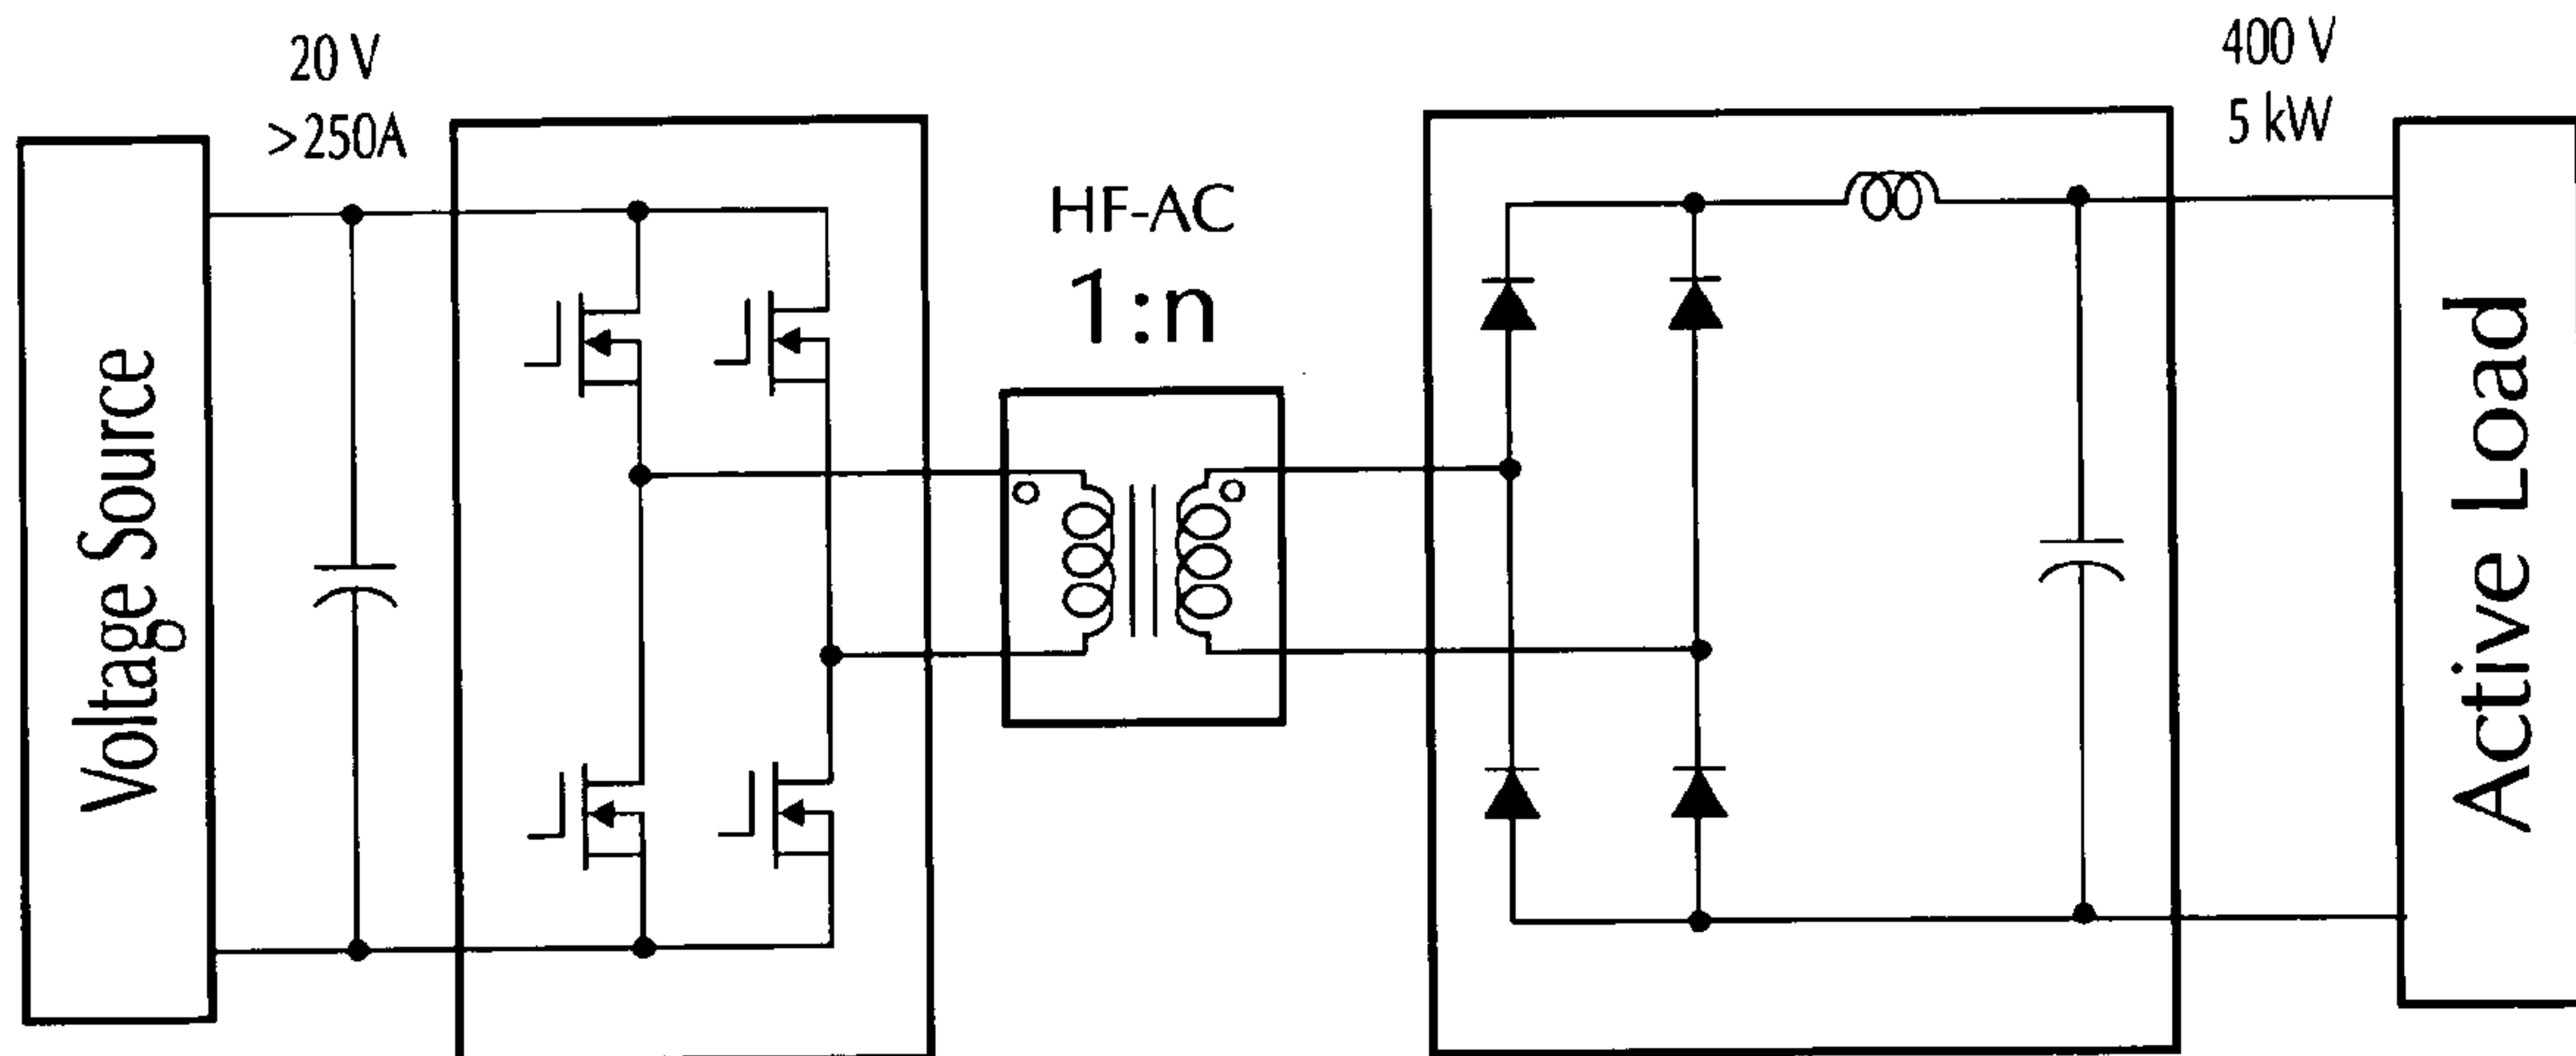 20 V
>250A
Voltage Source
HF-AC
1:n
400 V
5 kW
Active Load